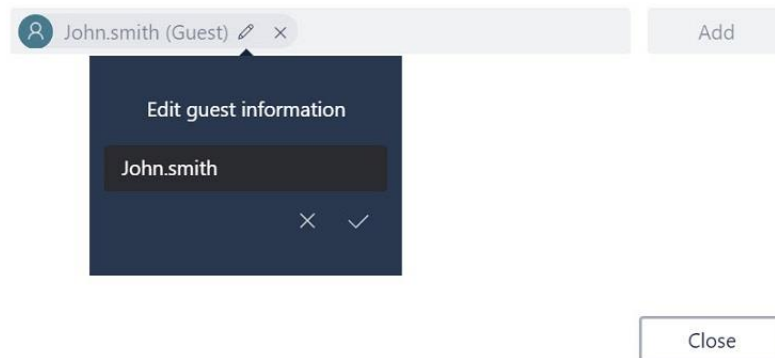 John.smith (Guest)
Add
Edit guest information
John.smith
Close